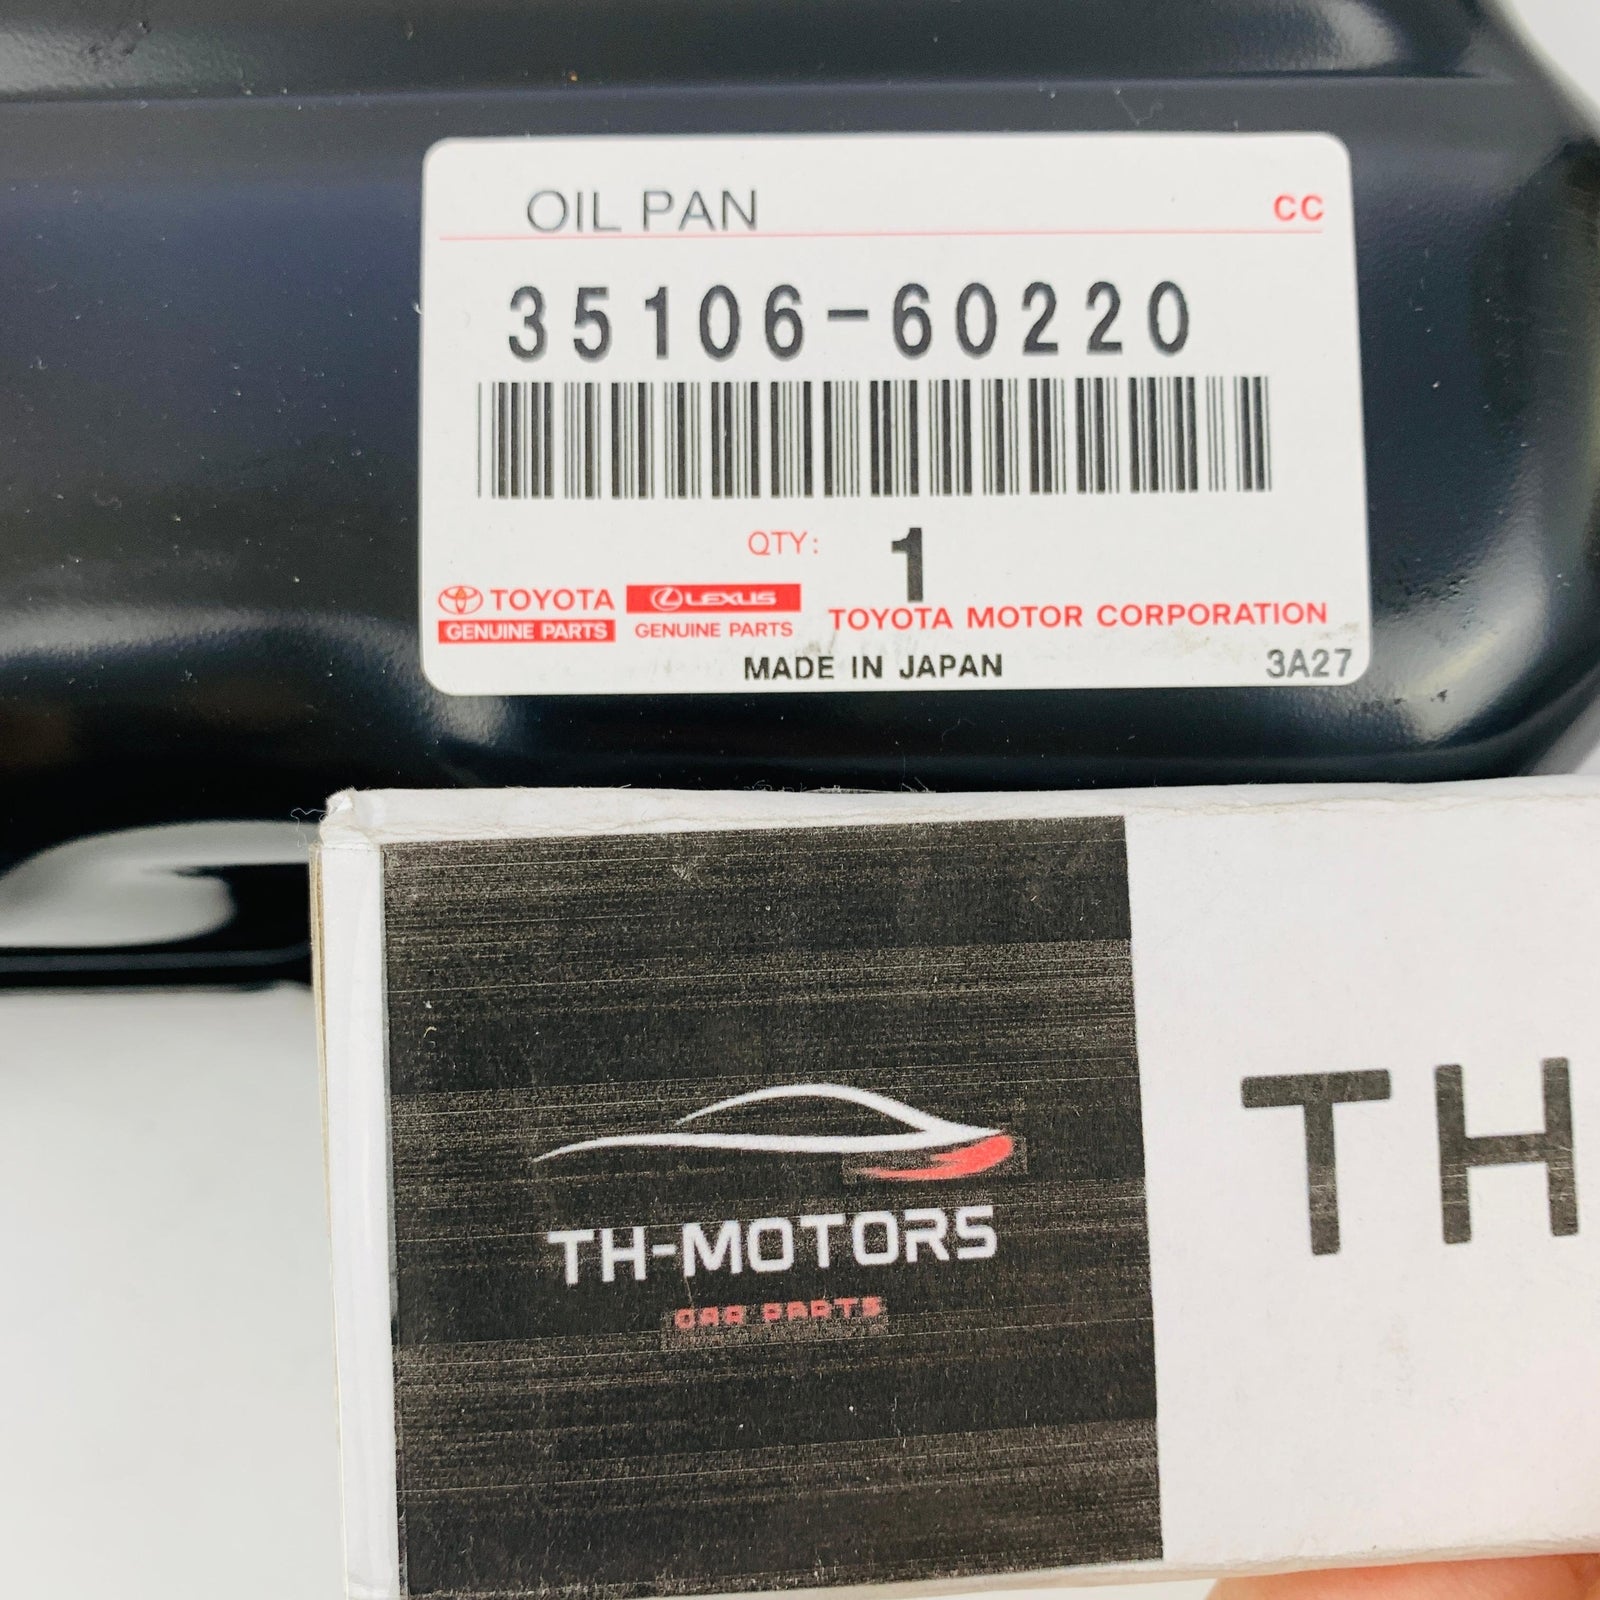 OIL PAN CC
35106-60220
QTY: 1
TOYOTA LEXUS
GENUINE PARTS GENUINE PARTS TOYOTA MOTOR CORPORATION
MADE IN JAPAN 3A27
TH
TH-MOTORS
CAR PARTS